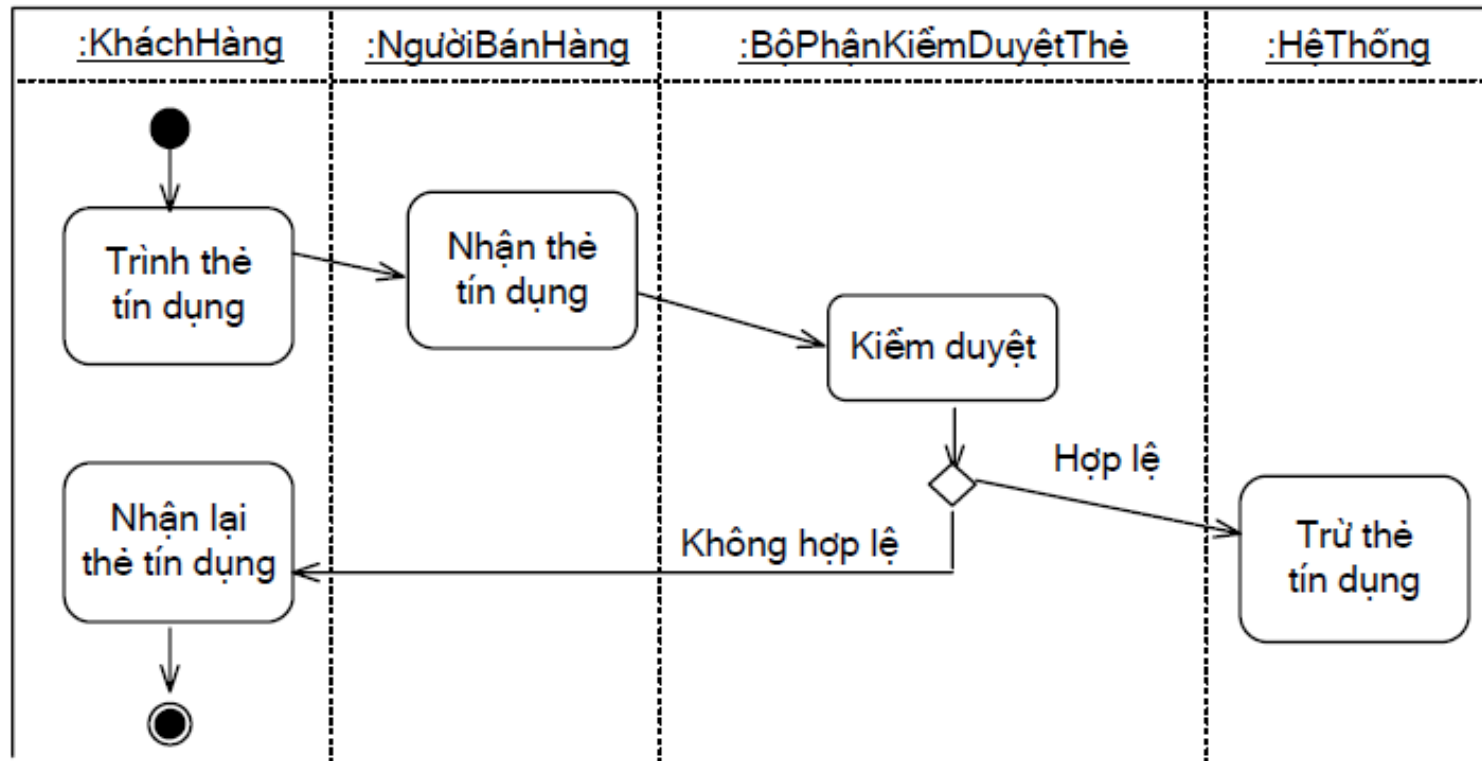 :KháchHàng
:NgườiBánHàng
:BộPhậnKiểmDuyệtThẻ
:HệThống
Trình thẻ
tín dụng
Nhận thẻ
tín dụng
Kiểm duyệt
Hợp lệ
Không hợp lệ
Nhận lại
thẻ tín dụng
Trừ thẻ
tín dụng